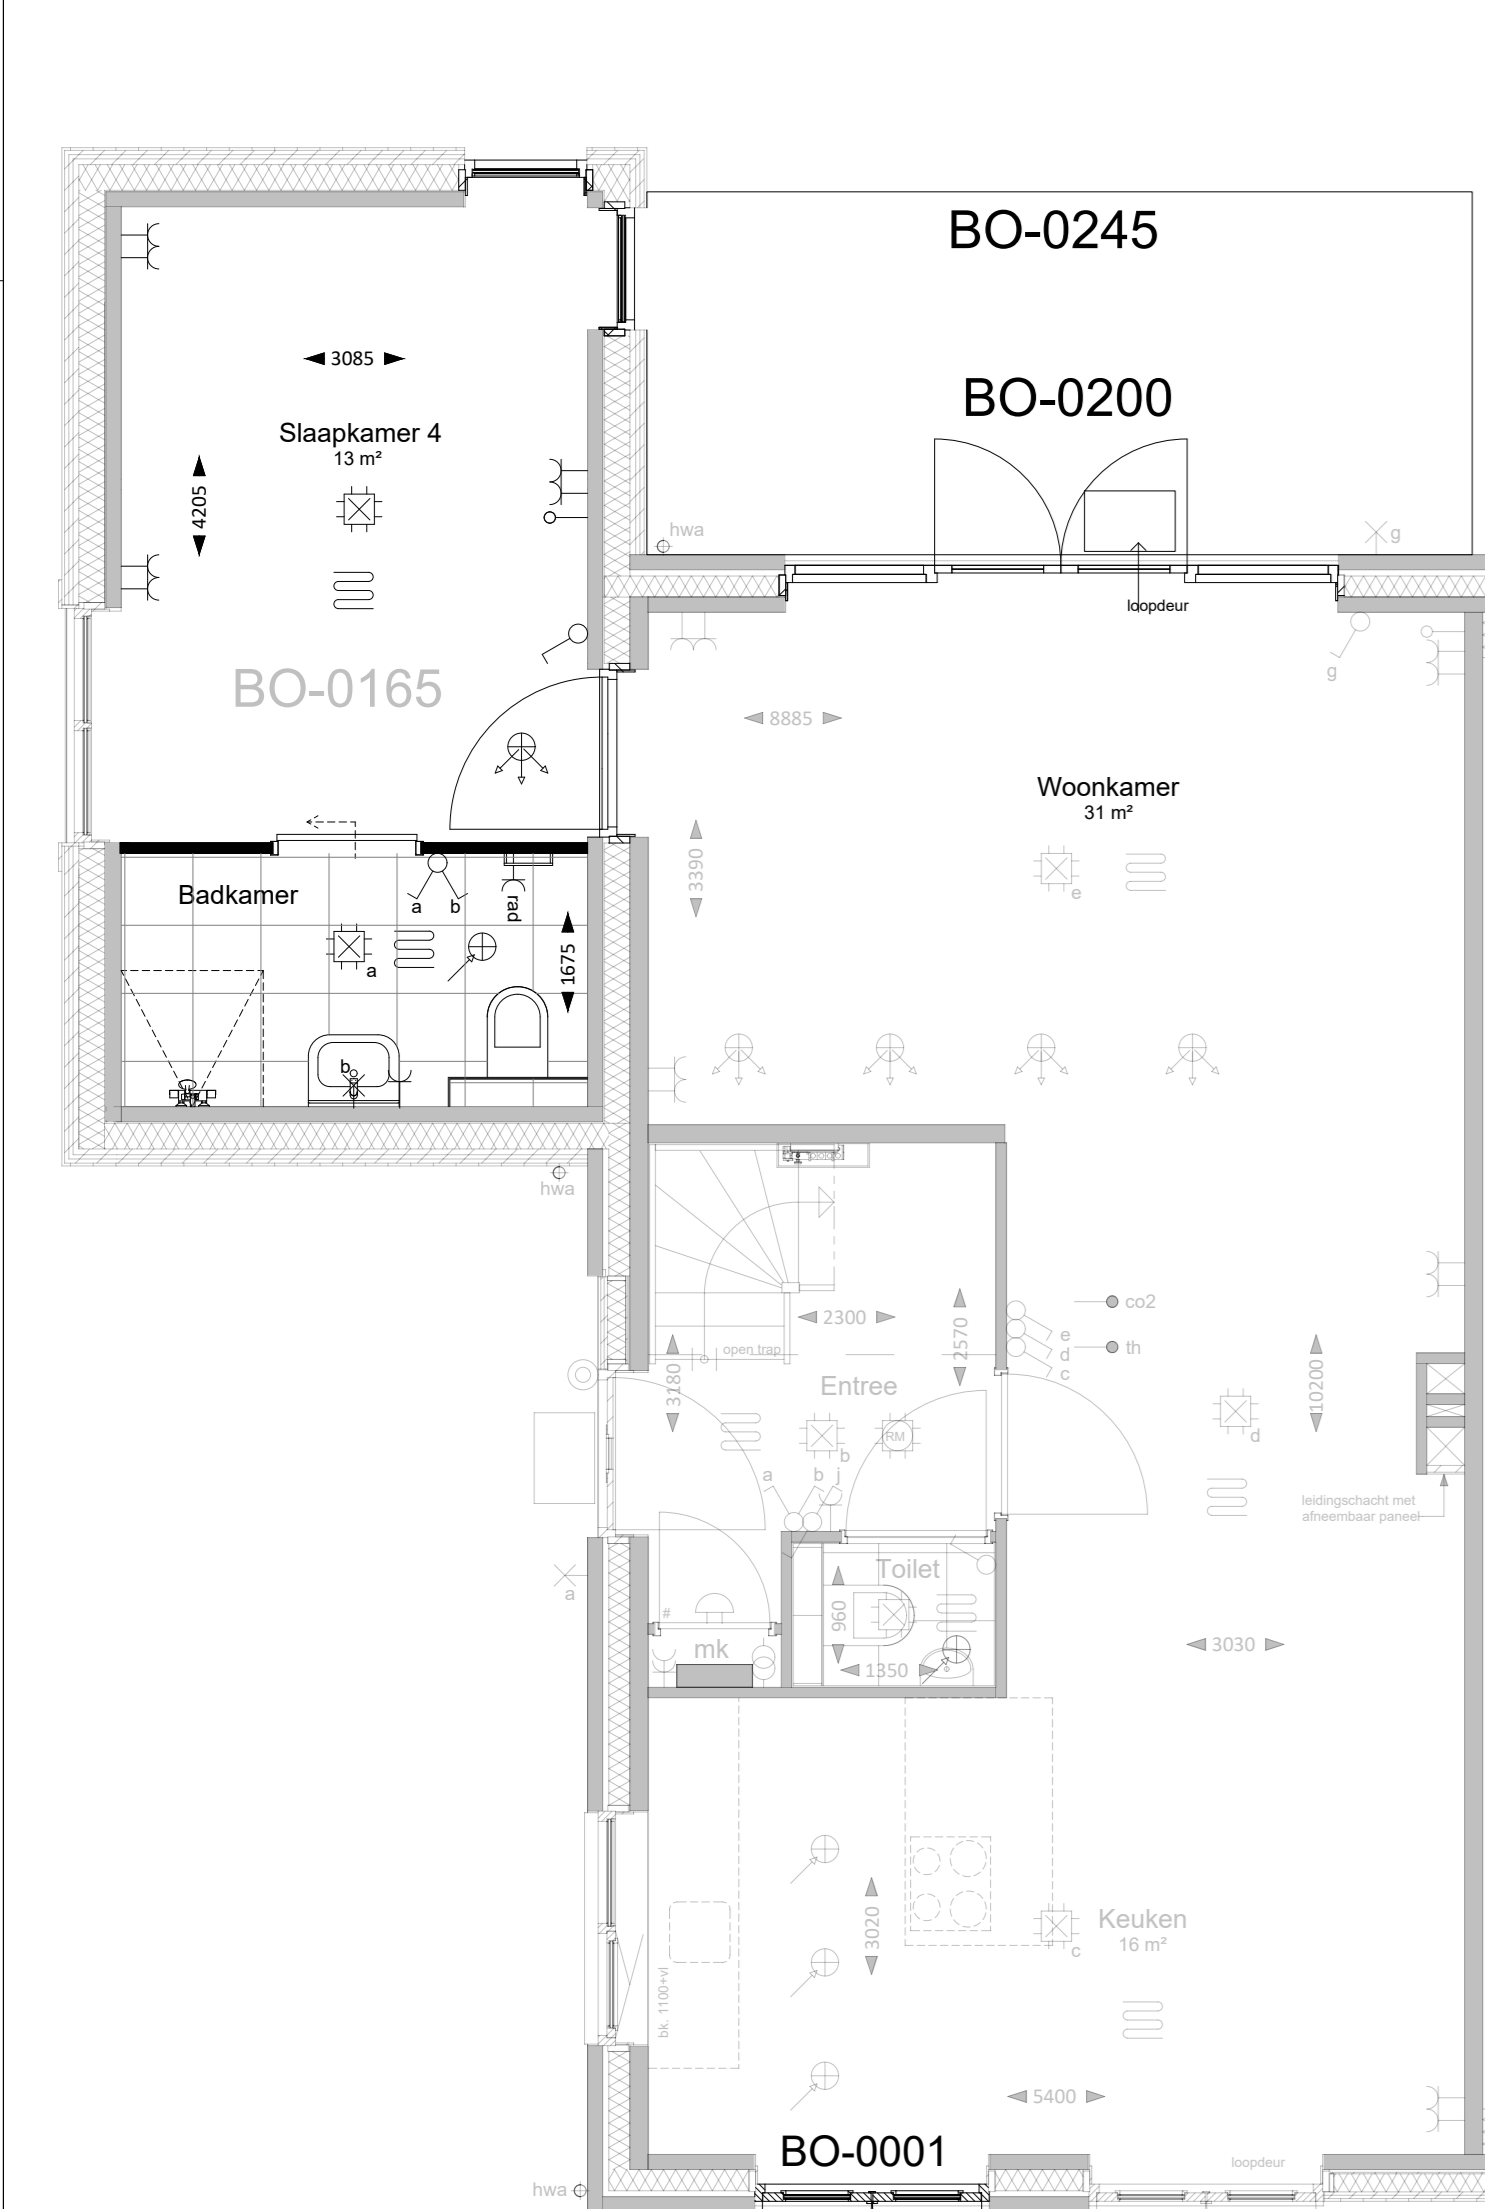 BO-0245
3085
BO-0200
Slaapkamer 4
13 m²
4205
hwa
g
loopdeur
g
BO-0165
8885
Woonkamer
31 m²
3390
e
Badkamer
a
b
rad
1675
a
b
hwa
co2
2300
2570
e
th
open trap
d
3180
c
Entree
10200
RM
b
d
a
b
j
leidingschacht met
afneembaar paneel
Toilet
a
960
#
mk
3030
1350
Keuken
16 m²
3020
c
bk. 1100+vl
5400
BO-0001
loopdeur
hwa